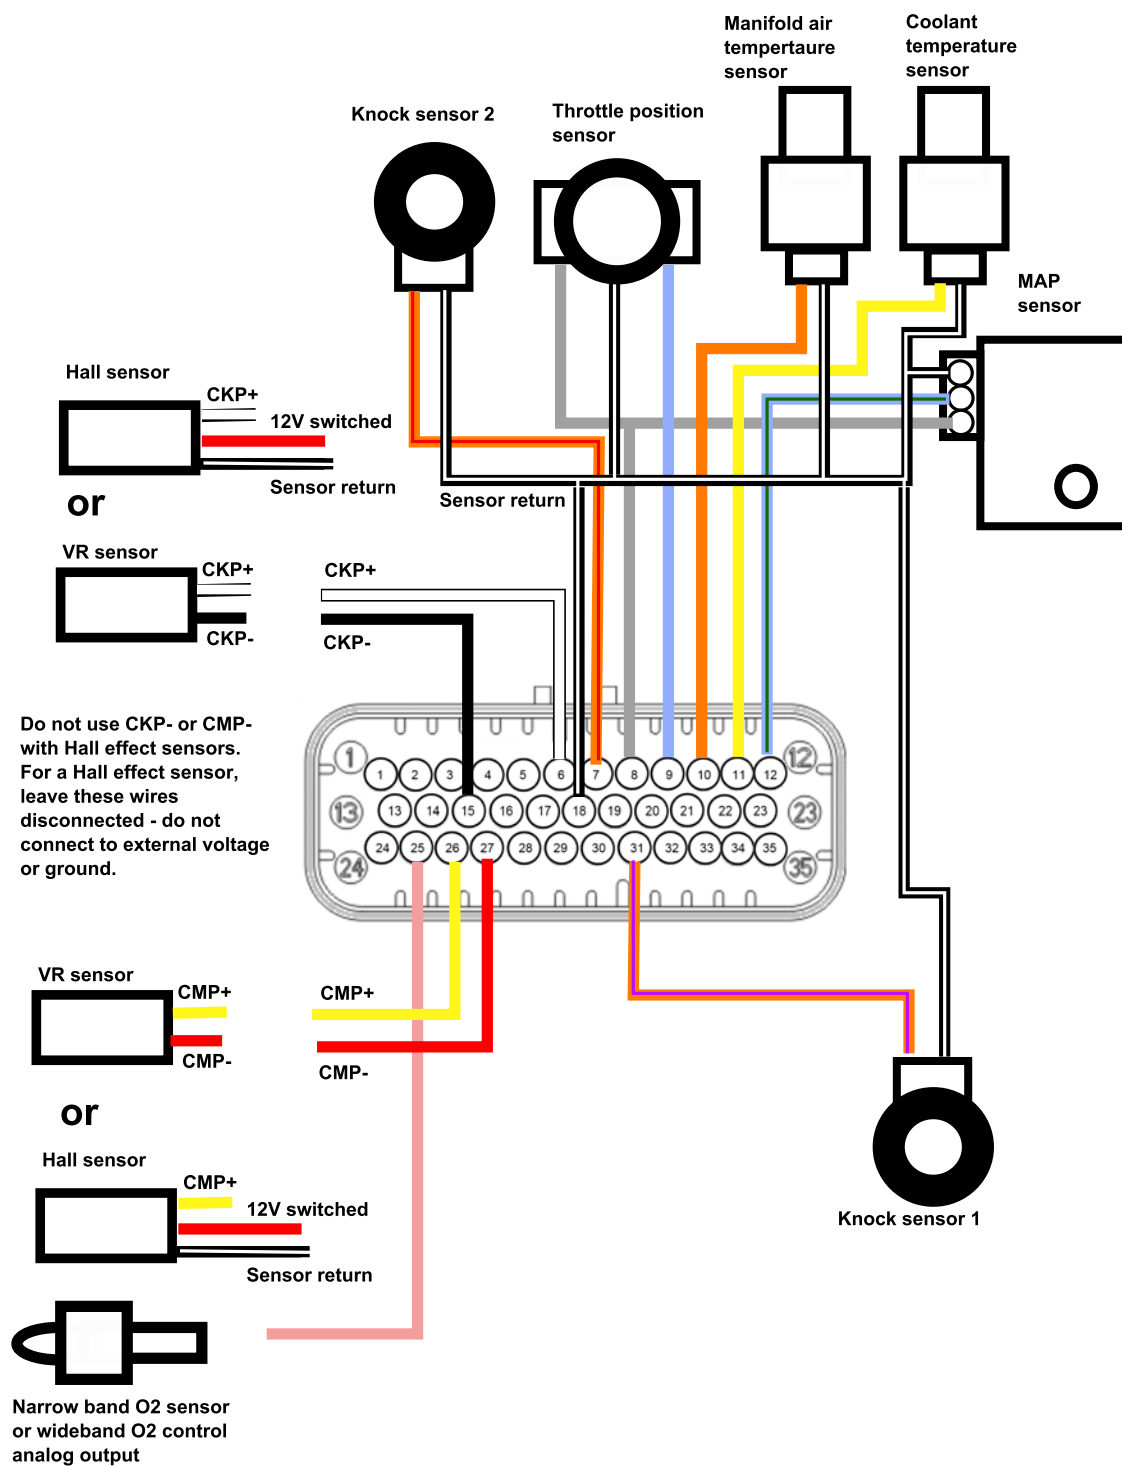 Manifold air
tempertaure
sensor
Coolant
temperature
sensor
Knock sensor 2
Throttle position
sensor
MAP
sensor
Hall sensor
CKP+
12V switched
Sensor return
or
Sensor return
VR sensor
CKP+
CKP-
CKP+
CKP-
Do not use CKP- or CMP-
with Hall effect sensors.
For a Hall effect sensor,
leave these wires
disconnected - do not
connect to external voltage
or ground.
1
12
1 2 3 4 5 6 7 8 9 10 11 12
13
13 14 15 16 17 18 19 20 21 22 23
23
24 25 26 27 28 29 30 31 32 33 34 35
24
35
VR sensor
CMP+
CMP-
CMP+
CMP-
or
Hall sensor
CMP+
12V switched
Sensor return
Knock sensor 1
Narrow band O2 sensor
or wideband O2 control
analog output